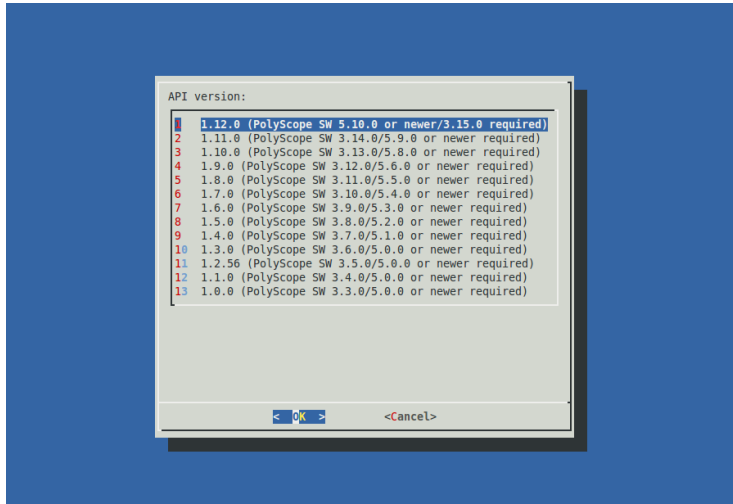 API version:
1 1.12.0 (PolyScope SW 5.10.0 or newer/3.15.0 required)
2 1.11.0 (PolyScope SW 3.14.0/5.9.0 or newer required)
3 1.10.0 (PolyScope SW 3.13.0/5.8.0 or newer required)
4 1.9.0 (PolyScope SW 3.12.0/5.6.0 or newer required)
5 1.8.0 (PolyScope SW 3.11.0/5.5.0 or newer required)
6 1.7.0 (PolyScope SW 3.10.0/5.4.0 or newer required)
7 1.6.0 (PolyScope SW 3.9.0/5.3.0 or newer required)
8 1.5.0 (PolyScope SW 3.8.0/5.2.0 or newer required)
9 1.4.0 (PolyScope SW 3.7.0/5.1.0 or newer required)
10 1.3.0 (PolyScope SW 3.6.0/5.0.0 or newer required)
11 1.2.56 (PolyScope SW 3.5.0/5.0.0 or newer required)
12 1.1.0 (PolyScope SW 3.4.0/5.0.0 or newer required)
13 1.0.0 (PolyScope SW 3.3.0/5.0.0 or newer required)
< OK > <Cancel>